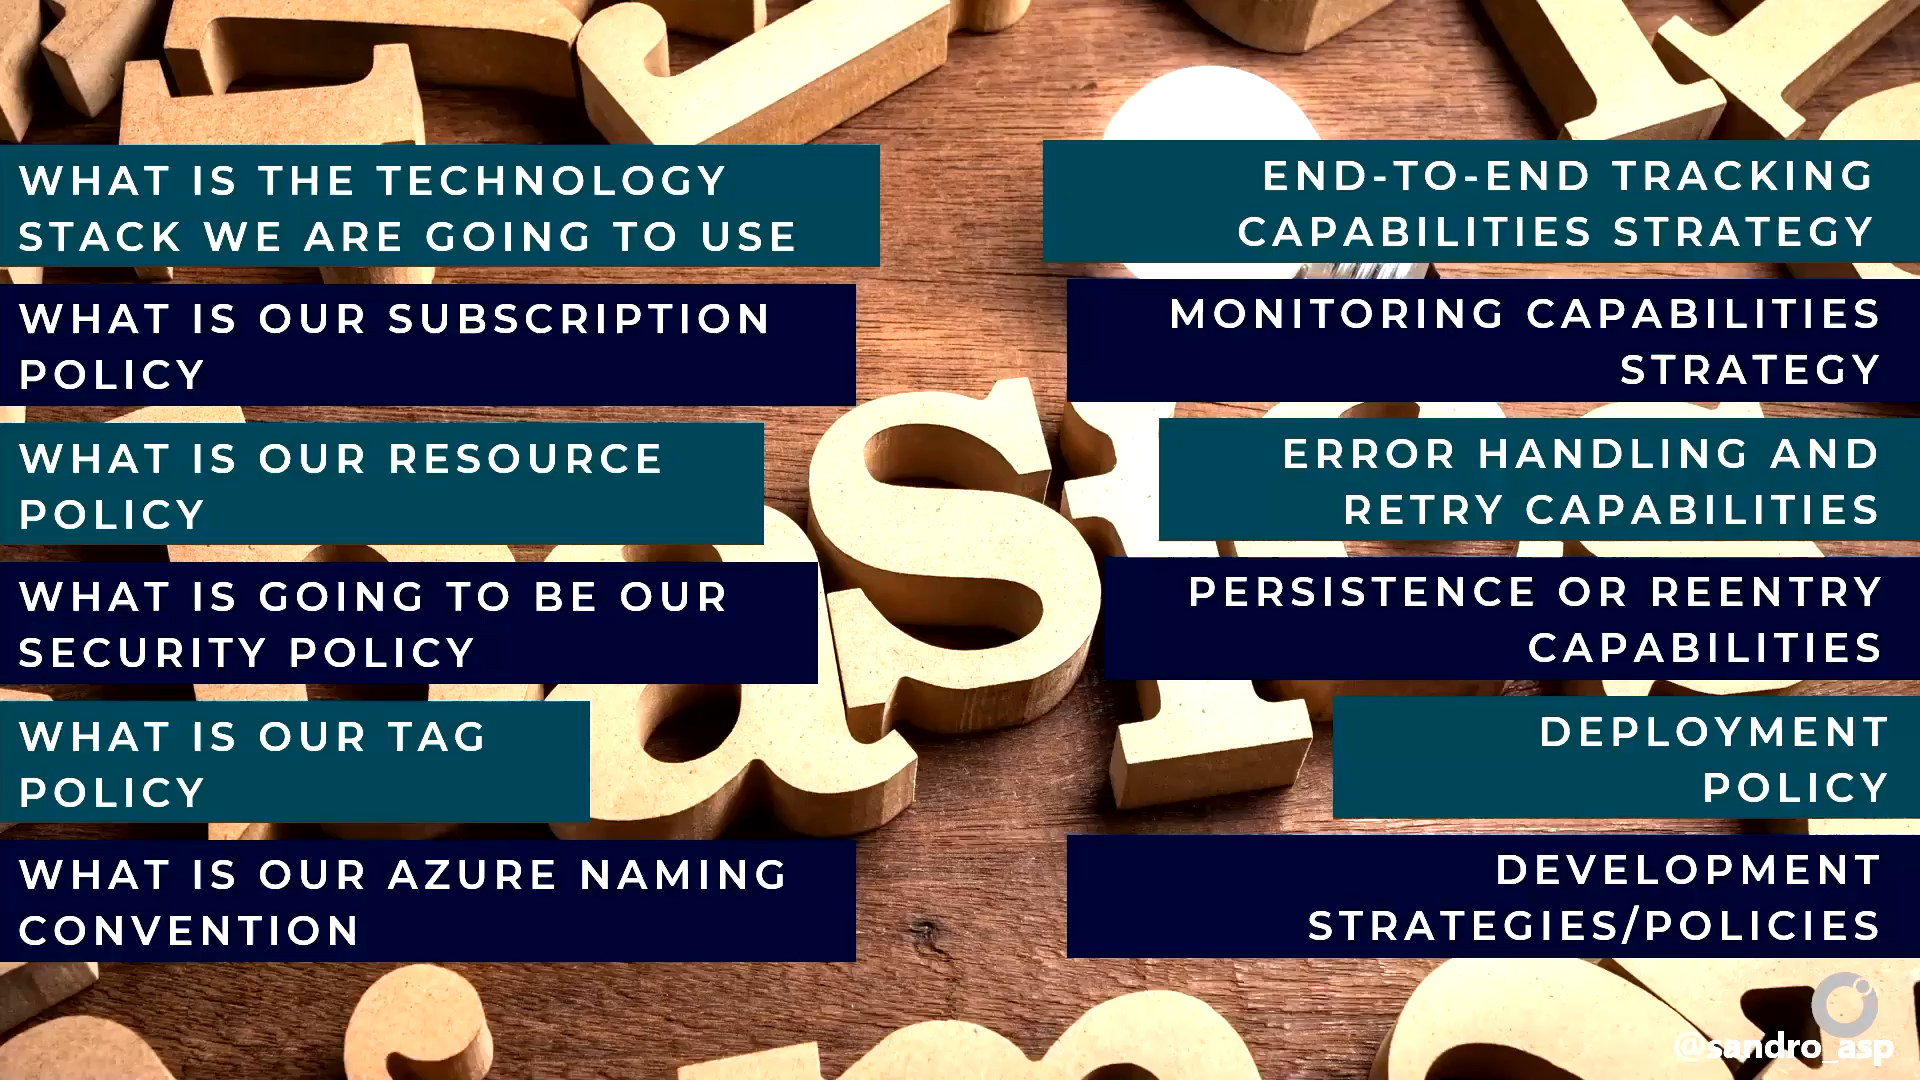 WHAT IS THE TECHNOLOGY
STACK WE ARE GOING TO USE
WHAT IS OUR SUBSCRIPTION
POLICY
WHAT IS OUR RESOURCE
POLICY
WHAT IS GOING TO BE OUR
SECURITY POLICY
WHAT IS OUR TAG
POLICY
WHAT IS OUR AZURE NAMING
CONVENTION
END-TO-END TRACKING
CAPABILITIES STRATEGY
MONITORING CAPABILITIES
STRATEGY
ERROR HANDLING AND
RETRY CAPABILITIES
PERSISTENCE OR REENTRY
CAPABILITIES
DEPLOYMENT
POLICY
DEVELOPMENT
STRATEGIES/POLICIES
@sandro_asp